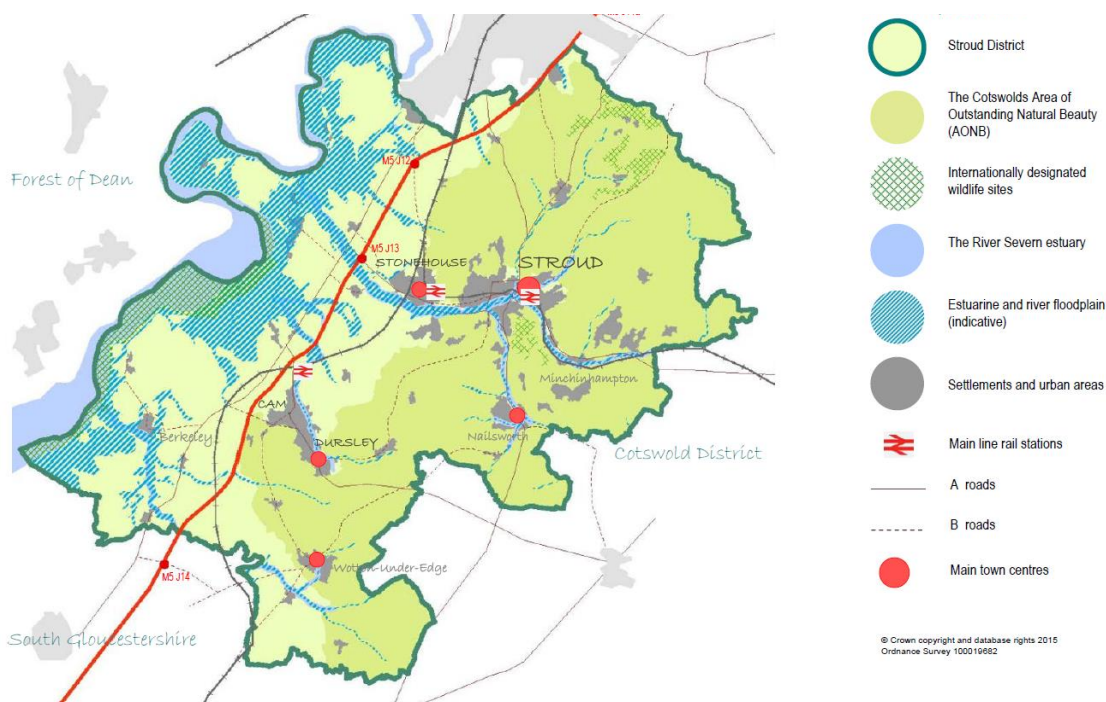 M5 J12
Forest of Dean
M5 J13
STONEHOUSE
STROUD
Minchinhampton
CAM
Berkeley
Nailsworth
DURSLEY
Cotswold District
M5 J14
Wotton-Under-Edge
South Gloucestershire
Stroud District
The Cotswolds Area of
Outstanding Natural Beauty
(AONB)
Internationally designated
wildlife sites
The River Severn estuary
Estuarine and river floodplain
(indicative)
Settlements and urban areas
Main line rail stations
A roads
B roads
Main town centres
© Crown copyright and database rights 2015
Ordnance Survey 100019682